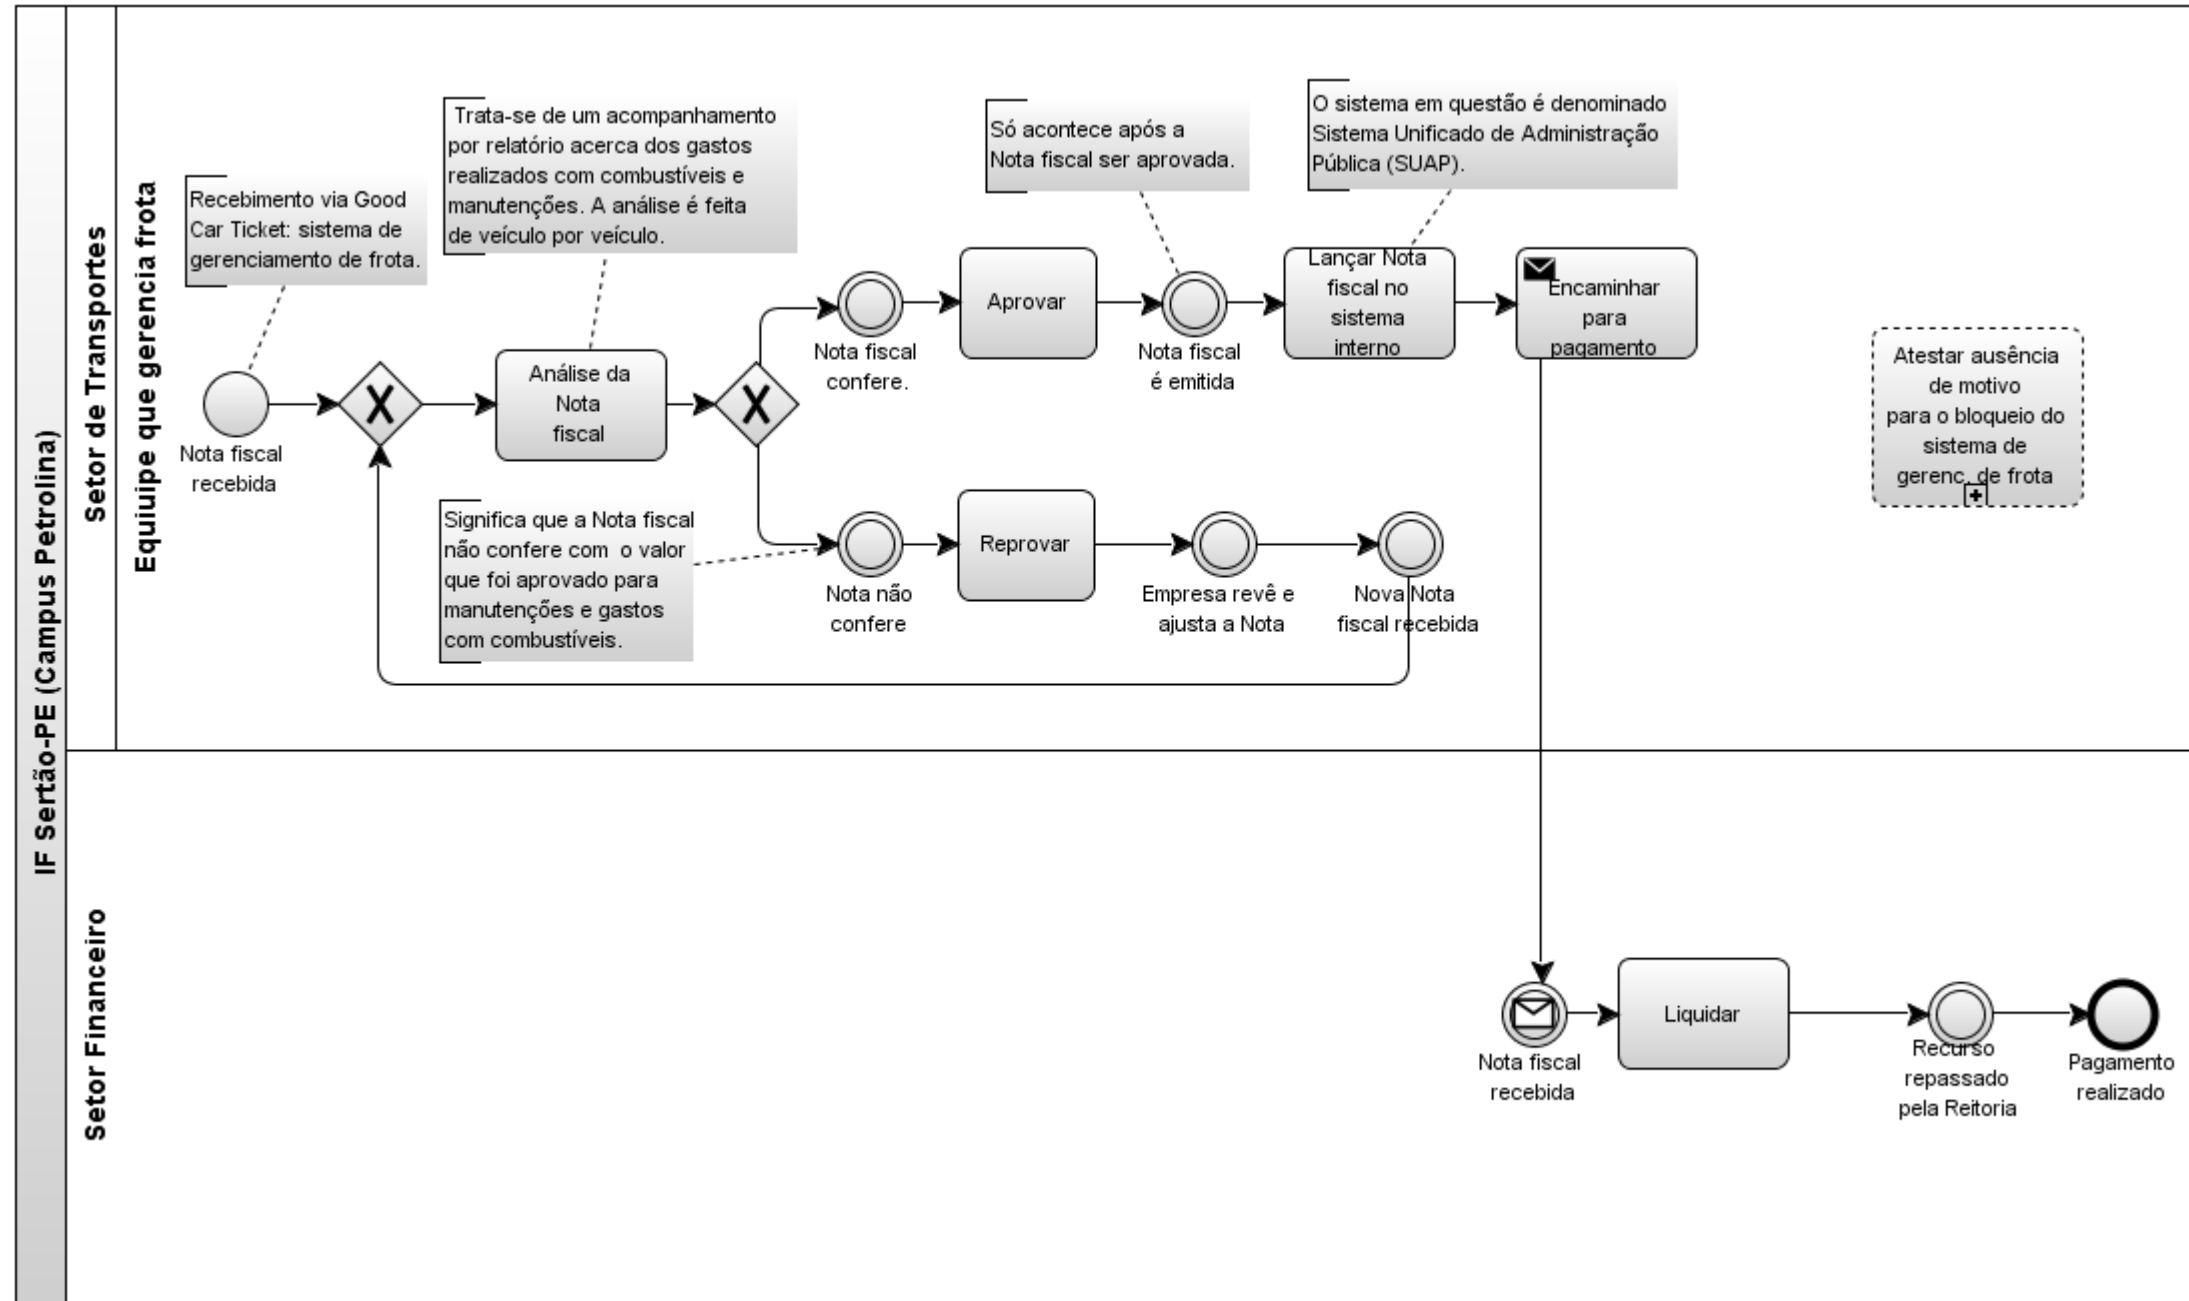 IF Sertão-PE (Campus Petrolina)
Setor de Transportes
Equiuipe que gerencia frota
Recebimento via Good
Car Ticket: sistema de
gerenciamento de frota.
Trata-se de um acompanhamento
por relatório acerca dos gastos
realizados com combustíveis e
manutenções. A análise é feita
de veículo por veículo.
Só acontece após a
Nota fiscal ser aprovada.
O sistema em questão é denominado
Sistema Unificado de Administração
Pública (SUAP).
Nota fiscal
recebida
Análise da
Nota
fiscal
Nota fiscal
confere.
Aprovar
Nota fiscal
é emitida
Lançar Nota
fiscal no
sistema
interno
Encaminhar
para
pagamento
Atestar ausência
de motivo
para o bloqueio do
sistema de
gerenc. de frota
Significa que a Nota fiscal
não confere com o valor
que foi aprovado para
manutenções e gastos
com combustíveis.
Nota não
confere
Reprovar
Empresa revê e
ajusta a Nota
Nova Nota
fiscal recebida
Setor Financeiro
Nota fiscal
recebida
Liquidar
Recurso
repassado
pela Reitoria
Pagamento
realizado